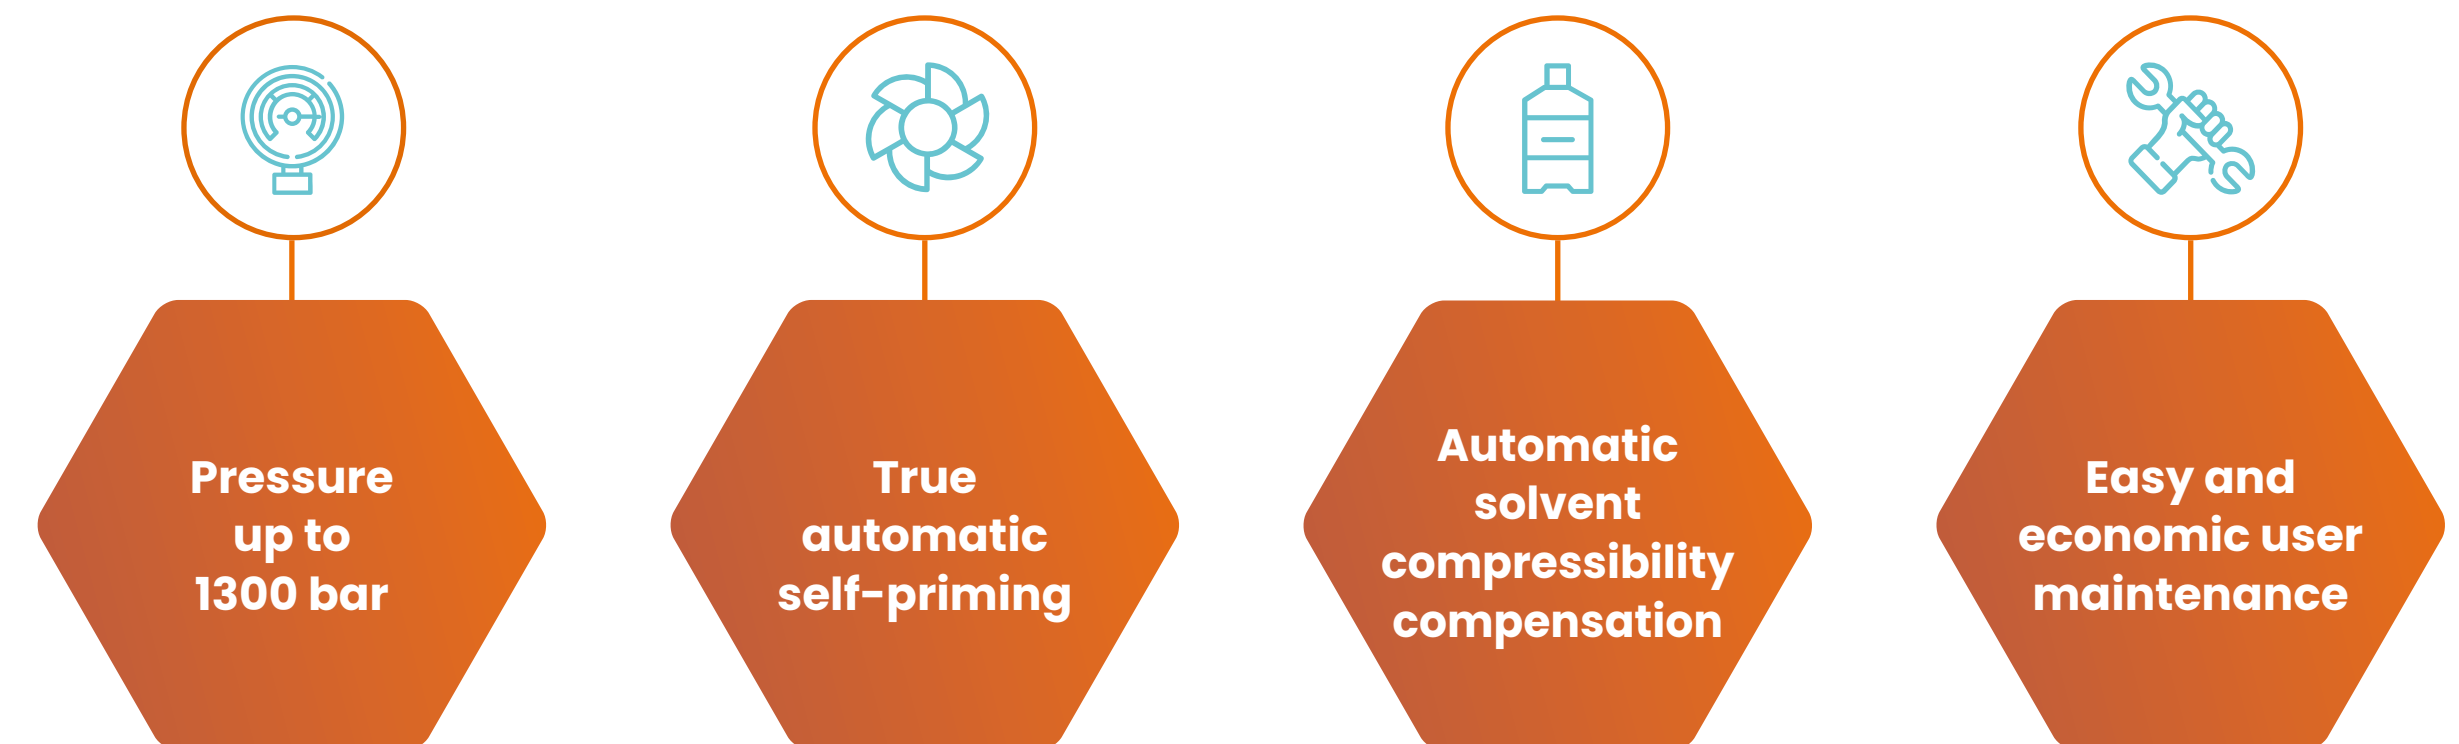 Pressure
up to
1300 bar
True
automatic
self-priming
Automatic
solvent
compressibility
compensation
Easy and
economic user
maintenance